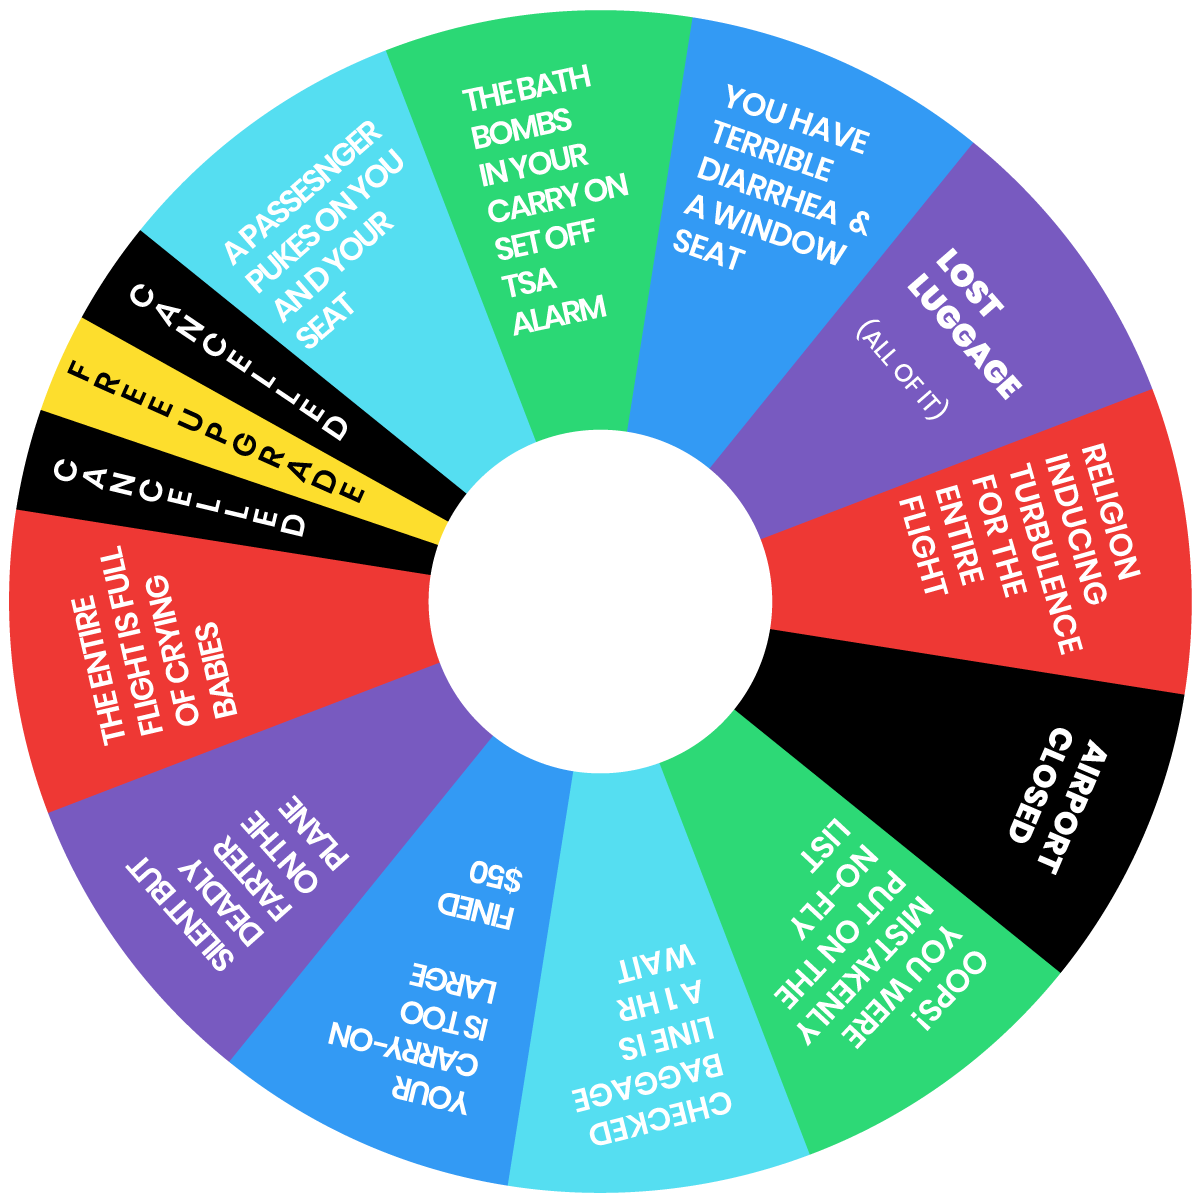 THE BATH
BOMBS
IN YOUR
CARRY ON
SET OFF
TSA
ALARM
YOU HAVE
TERRIBLE
DIARRHEA &
A WINDOW
SEAT
LOST
LUGGAGE
(ALL OF IT)
RELIGION
INDUCING
TURBULENCE
FOR THE
ENTIRE
FLIGHT
AIRPORT
CLOSED
OOPS!
YOU WERE
MISTAKENLY
PUT ON THE
NO-FLY
LIST
CHECKED
BAGGAGE
LINE IS
A 1 HR
WAIT
YOUR
CARRY-ON
IS TOO
LARGE
FINED
$50
SILENT BUT
DEADLY
FARTER
ON THE
PLANE
THE ENTIRE
FLIGHT IS FULL
OF CRYING
BABIES
CANCELLED
FREE UPGRADE
CANCELLED
A PASSESNGER
PUKES ON YOU
AND YOUR
SEAT